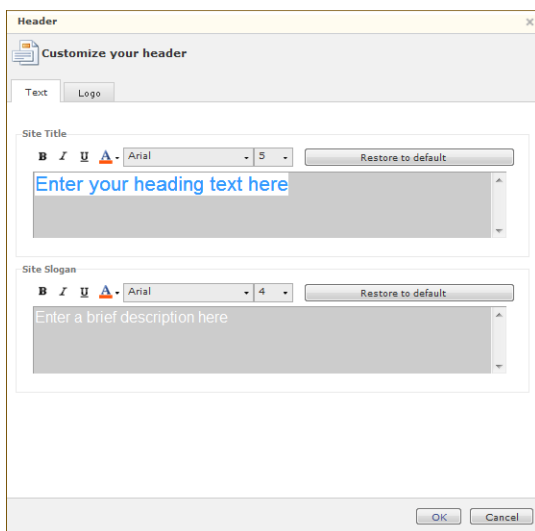 Header
Customize your header
Text Logo
Site Title
B I U A Arial 5 Restore to default
Enter your heading text here
Site Slogan
B I U A Arial 4 Restore to default
Enter a brief description here
OK Cancel